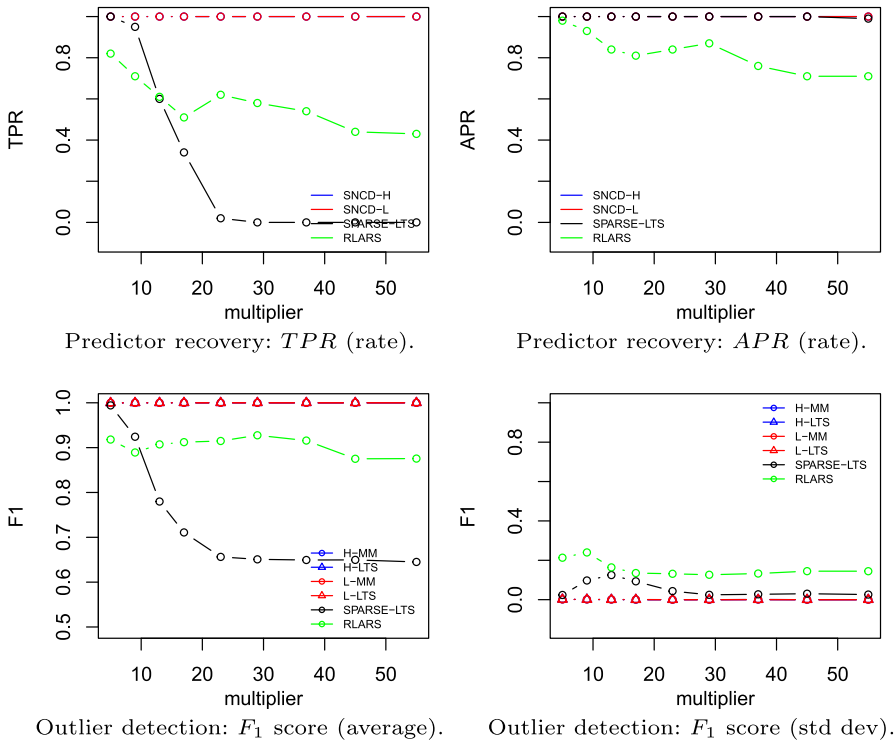 TPR
0.8
0.4
0.0
SNCD−H
SNCD−L
SPARSE−LTS
RLARS
10 20 30 40 50
multiplier
Predictor recovery: TPR (rate).
APR
0.8
0.4
0.0
SNCD−H
SNCD−L
SPARSE−LTS
RLARS
10 20 30 40 50
multiplier
Predictor recovery: APR (rate).
F1
1.0
0.9
0.8
0.7
0.6
0.5
H−MM
H−LTS
L−MM
L−LTS
SPARSE−LTS
RLARS
10 20 30 40 50
multiplier
Outlier detection: F1 score (average).
F1
0.8
0.4
0.0
H−MM
H−LTS
L−MM
L−LTS
SPARSE−LTS
RLARS
10 20 30 40 50
multiplier
Outlier detection: F1 score (std dev).